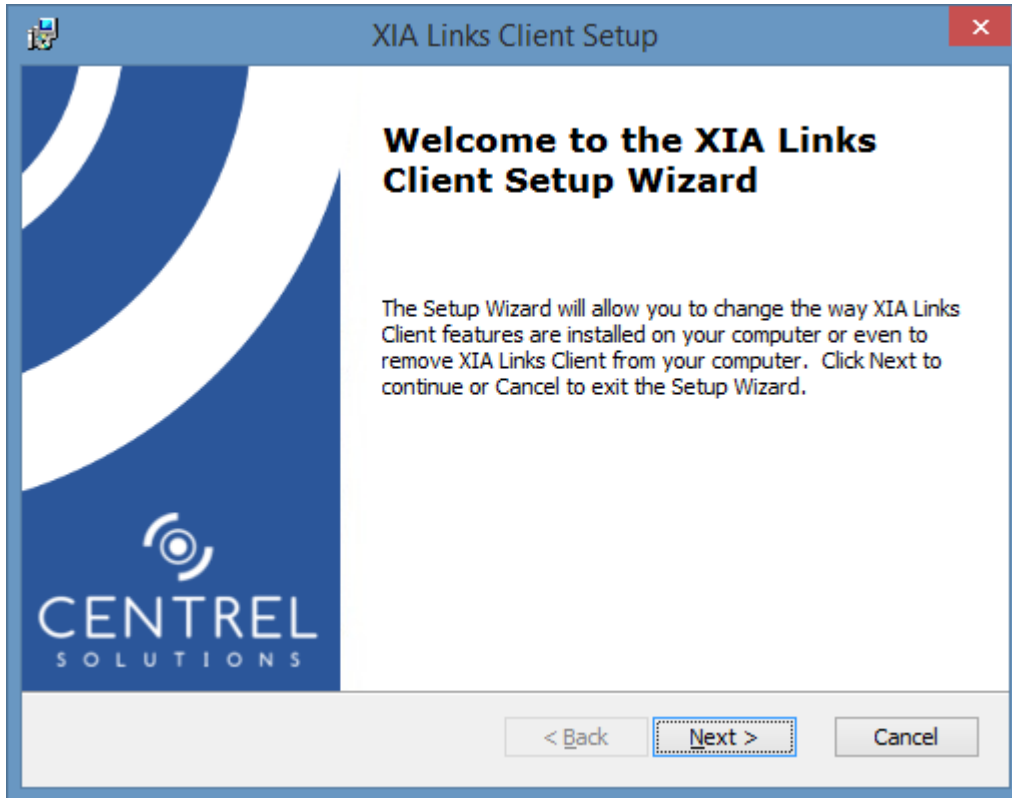 XIA Links Client Setup
Welcome to the XIA Links
Client Setup Wizard
The Setup Wizard will allow you to change the way XIA Links
Client features are installed on your computer or even to
remove XIA Links Client from your computer.  Click Next to
continue or Cancel to exit the Setup Wizard.
CENTREL
SOLUTIONS
< Back
Next >
Cancel